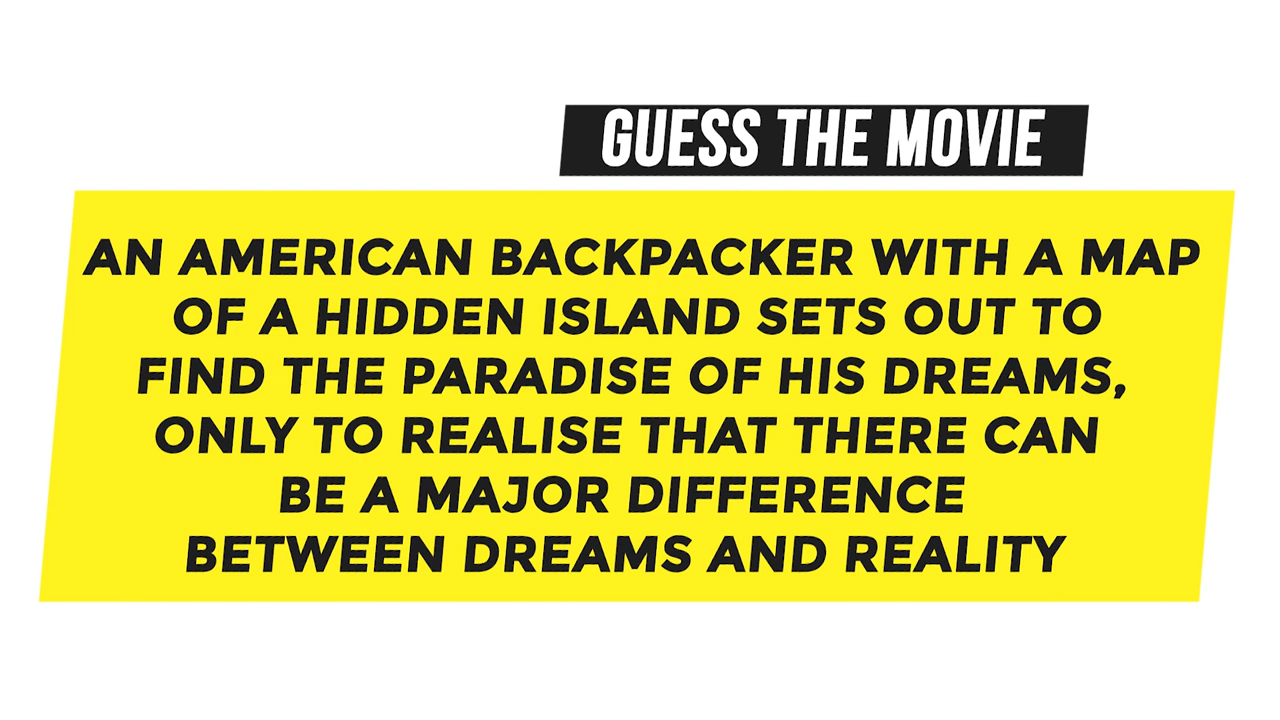 GUESS THE MOVIE
AN AMERICAN BACKPACKER WITH A MAP
OF A HIDDEN ISLAND SETS OUT TO
FIND THE PARADISE OF HIS DREAMS,
ONLY TO REALISE THAT THERE CAN
BE A MAJOR DIFFERENCE
BETWEEN DREAMS AND REALITY